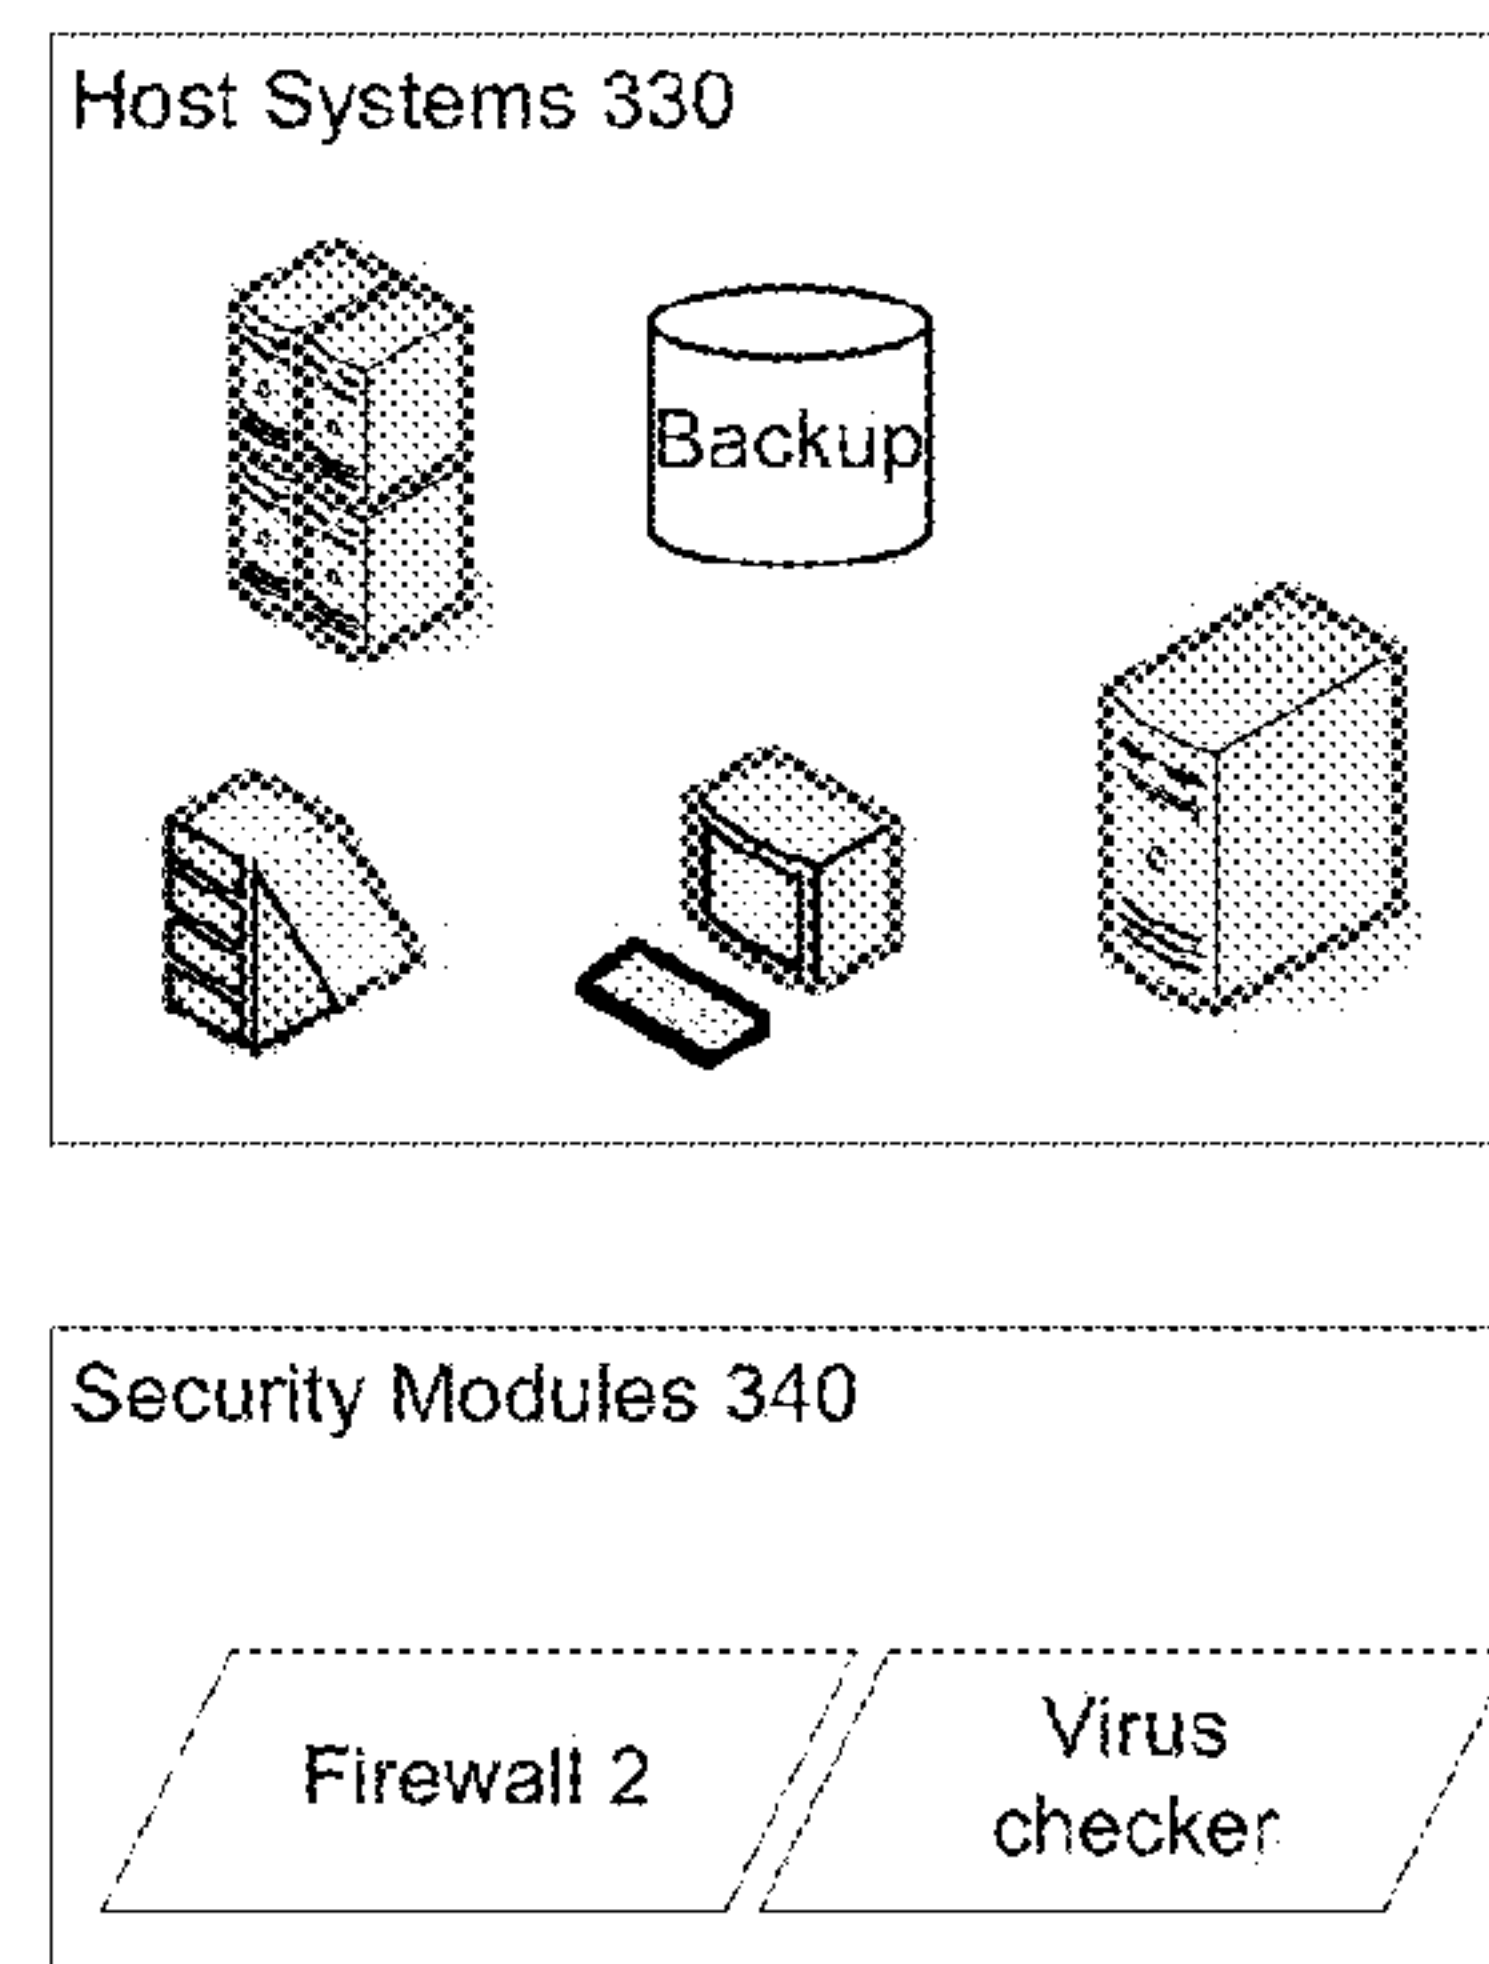 Host Systems 330
Backup
Security Modules 340
Firewall 2
Virus
checker